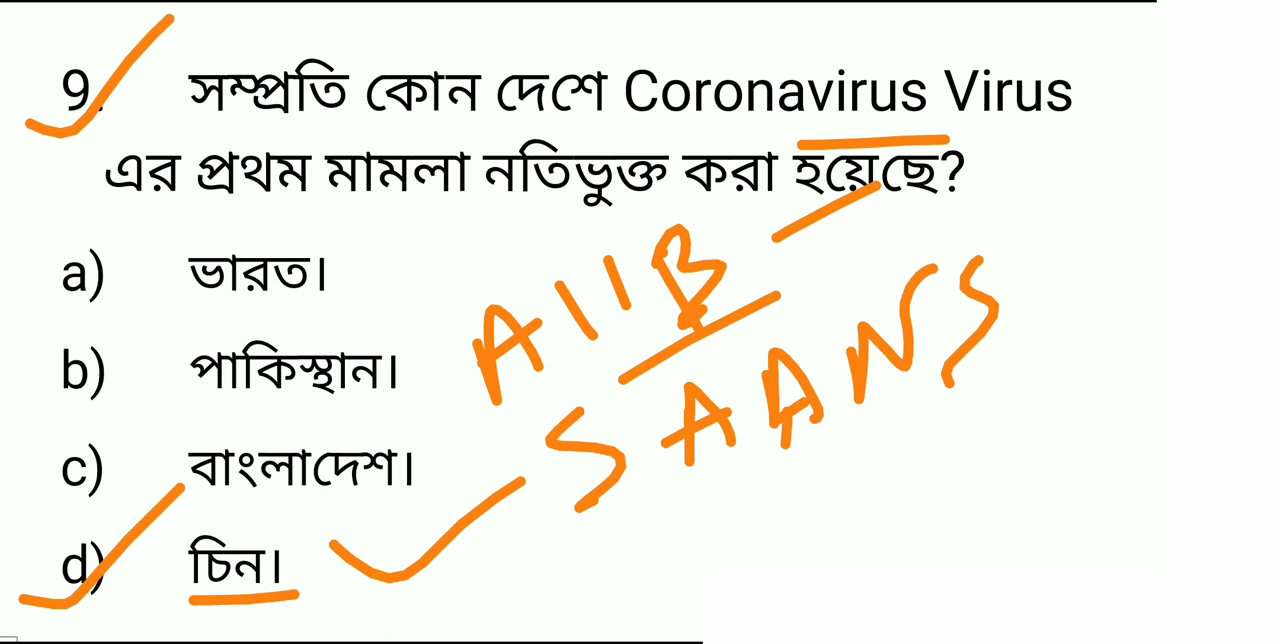 9. সম্প্রতি কোন দেশে Coronavirus Virus
এর প্রথম মামলা নতিভুক্ত করা হয়েছে?
a) ভারত।
b) পাকিস্থান।
c) বাংলাদেশ।
d) চিন।
AIIB
SAANS